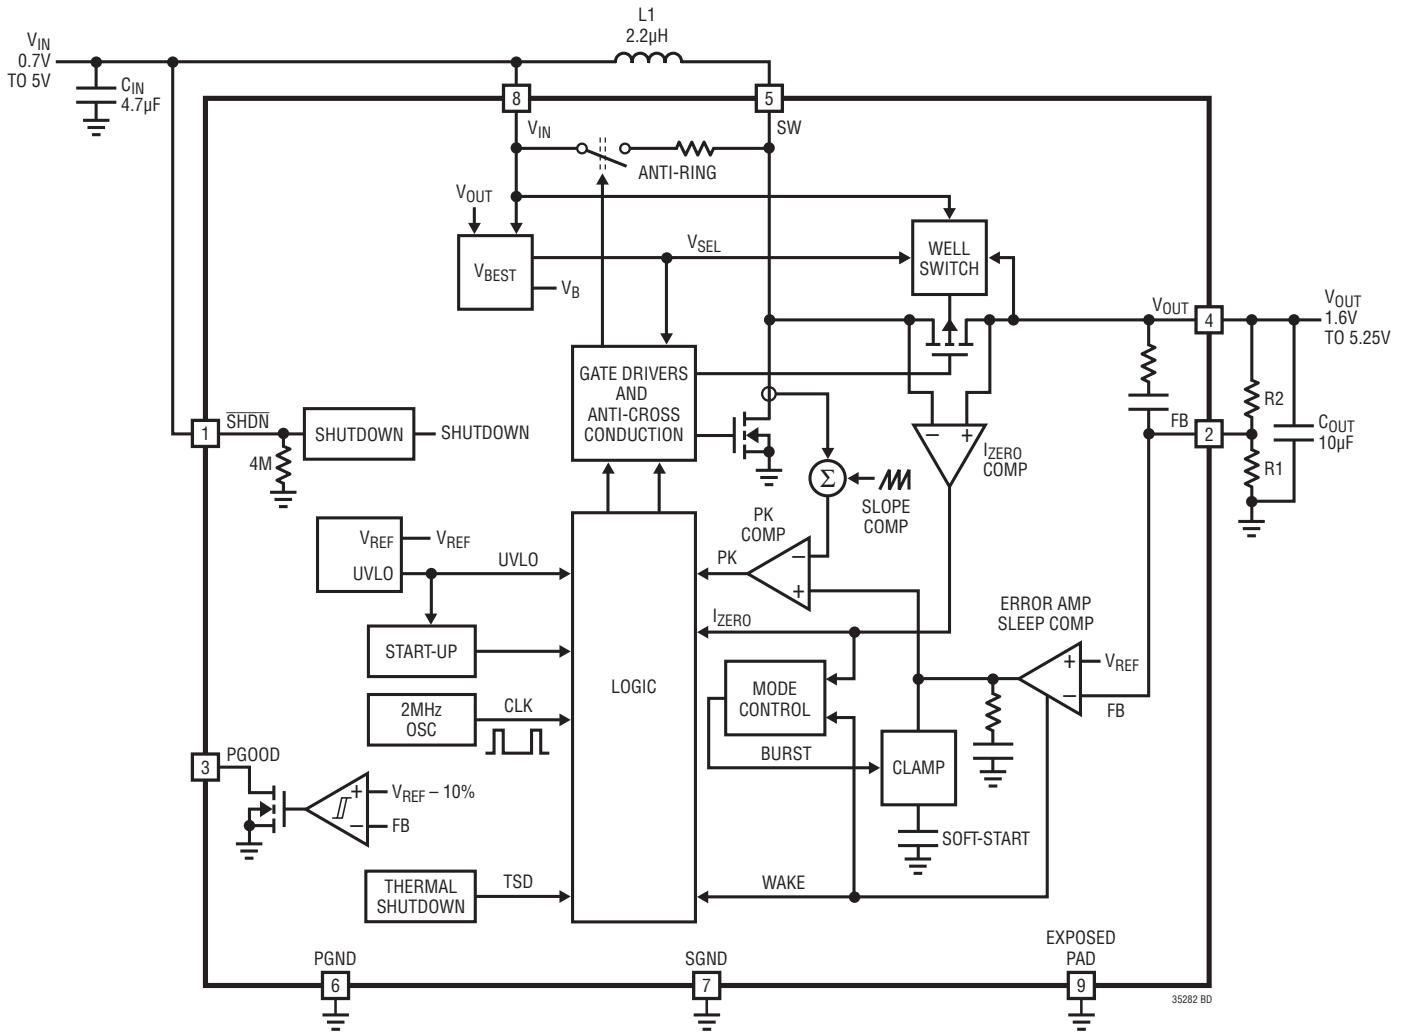 L1
2.2µH
VIN
0.7V
TO 5V
CIN
4.7µF
8
5
VIN
SW
ANTI-RING
VOUT
VSEL
WELL
SWITCH
VBEST
VB
VOUT
4
VOUT
1.6V
TO 5.25V
GATE DRIVERS
AND
ANTI-CROSS
CONDUCTION
R2
COUT
10µF
FB
2
R1
1
SHDN
SHUTDOWN
SHUTDOWN
4M
– +
IZERO
COMP
Σ
SLOPE
COMP
PK
COMP
VREF
VREF
UVLO
UVLO
PK
–
+
START-UP
IZERO
ERROR AMP
SLEEP COMP
+
VREF
–
FB
LOGIC
MODE
CONTROL
2MHz
OSC
CLK
BURST
CLAMP
3
PGOOD
+
VREF – 10%
–
FB
SOFT-START
THERMAL
SHUTDOWN
TSD
WAKE
PGND
6
SGND
7
EXPOSED
PAD
9
35282 BD